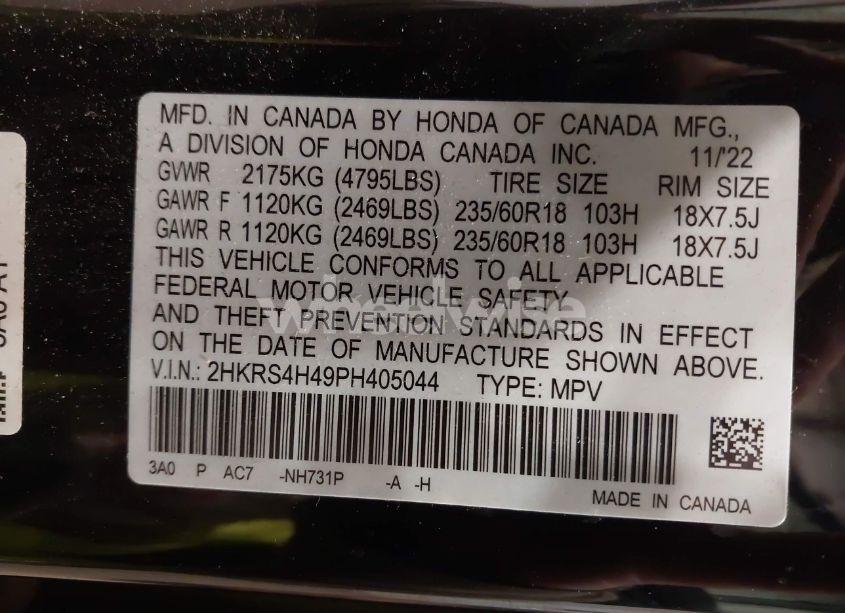 MFD. IN CANADA BY HONDA OF CANADA MFG.,
A DIVISION OF HONDA CANADA INC. 11/'22
GVWR 2175KG (4795LBS) TIRE SIZE RIM SIZE
GAWR F 1120KG (2469LBS) 235/60R18 103H 18X7.5J
GAWR R 1120KG (2469LBS) 235/60R18 103H 18X7.5J
THIS VEHICLE CONFORMS TO ALL APPLICABLE
FEDERAL MOTOR VEHICLE SAFETY
AND THEFT PREVENTION STANDARDS IN EFFECT
ON THE DATE OF MANUFACTURE SHOWN ABOVE.
V.I.N.: 2HKRS4H49PH405044 TYPE: MPV
3A0 P AC7 -NH731P -A -H
MADE IN CANADA